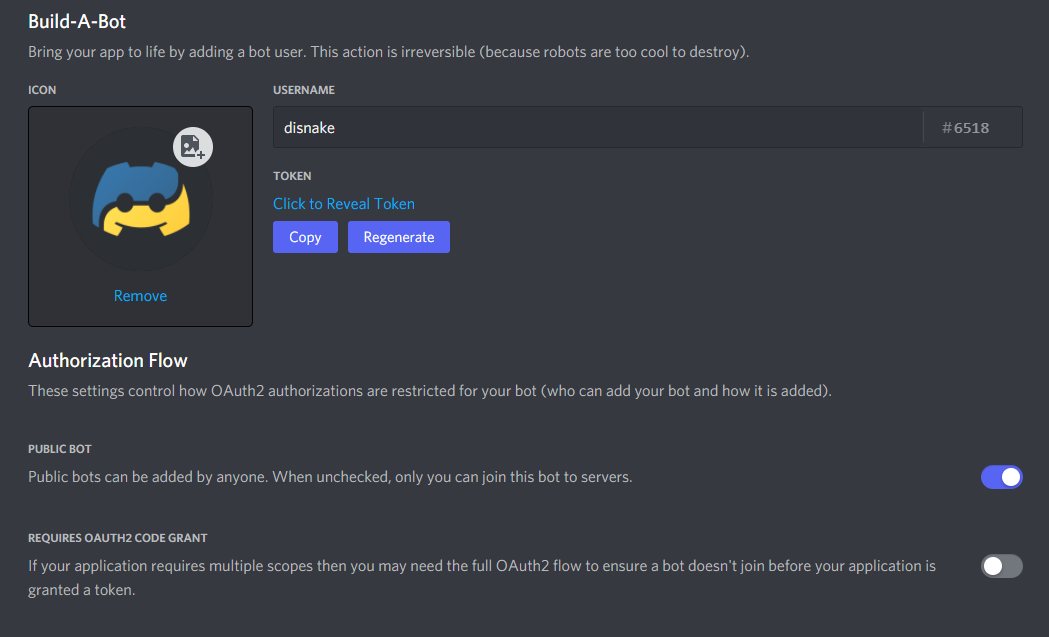 Build-A-Bot
Bring your app to life by adding a bot user. This action is irreversible (because robots are too cool to destroy).
ICON
USERNAME
disnake
#6518
TOKEN
Click to Reveal Token
Copy
Regenerate
Remove
Authorization Flow
These settings control how OAuth2 authorizations are restricted for your bot (who can add your bot and how it is added).
PUBLIC BOT
Public bots can be added by anyone. When unchecked, only you can join this bot to servers.
REQUIRES OAUTH2 CODE GRANT
If your application requires multiple scopes then you may need the full OAuth2 flow to ensure a bot doesn't join before your application is
granted a token.